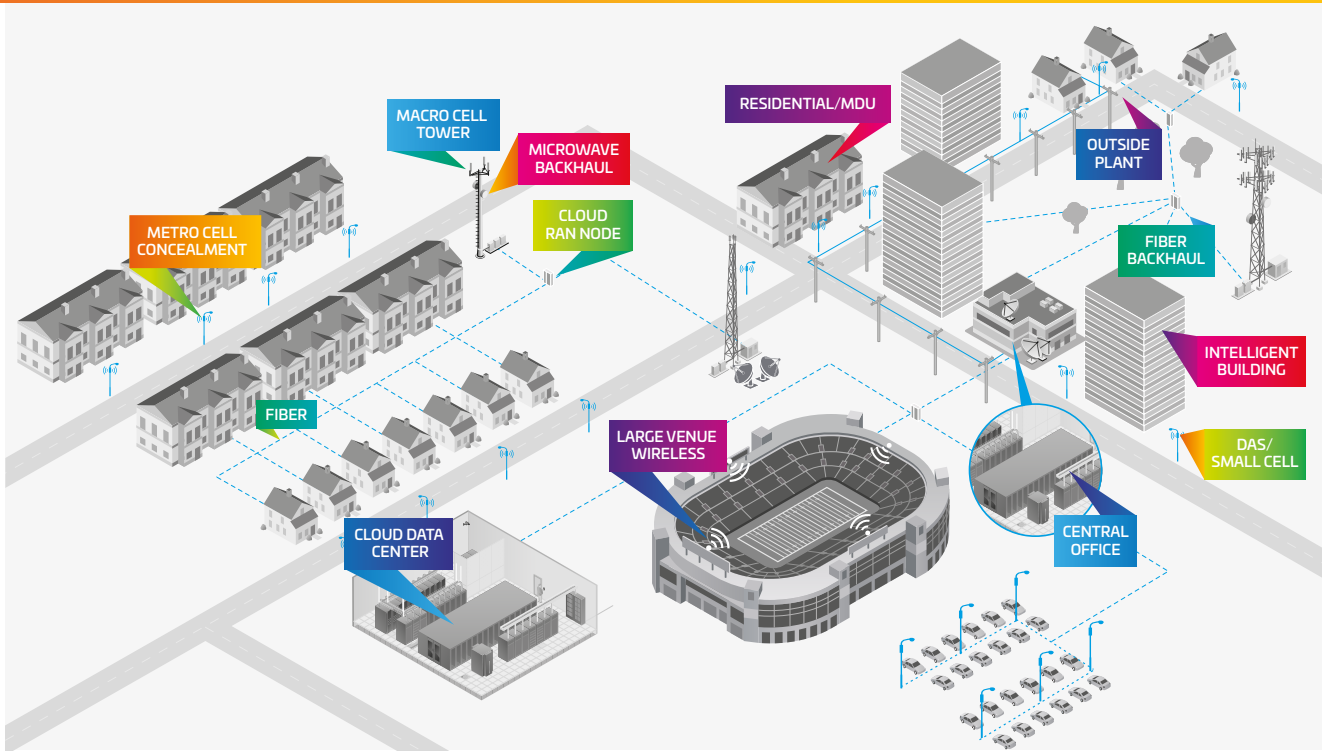 RESIDENTIAL/MDU
MACRO CELL
TOWER
MICROWAVE
BACKHAUL
OUTSIDE
PLANT
CLOUD
RAN NODE
METRO CELL
CONCEALMENT
FIBER
BACKHAUL
INTELLIGENT
BUILDING
FIBER
LARGE VENUE
WIRELESS
DAS/
SMALL CELL
CLOUD DATA
CENTER
CENTRAL
OFFICE